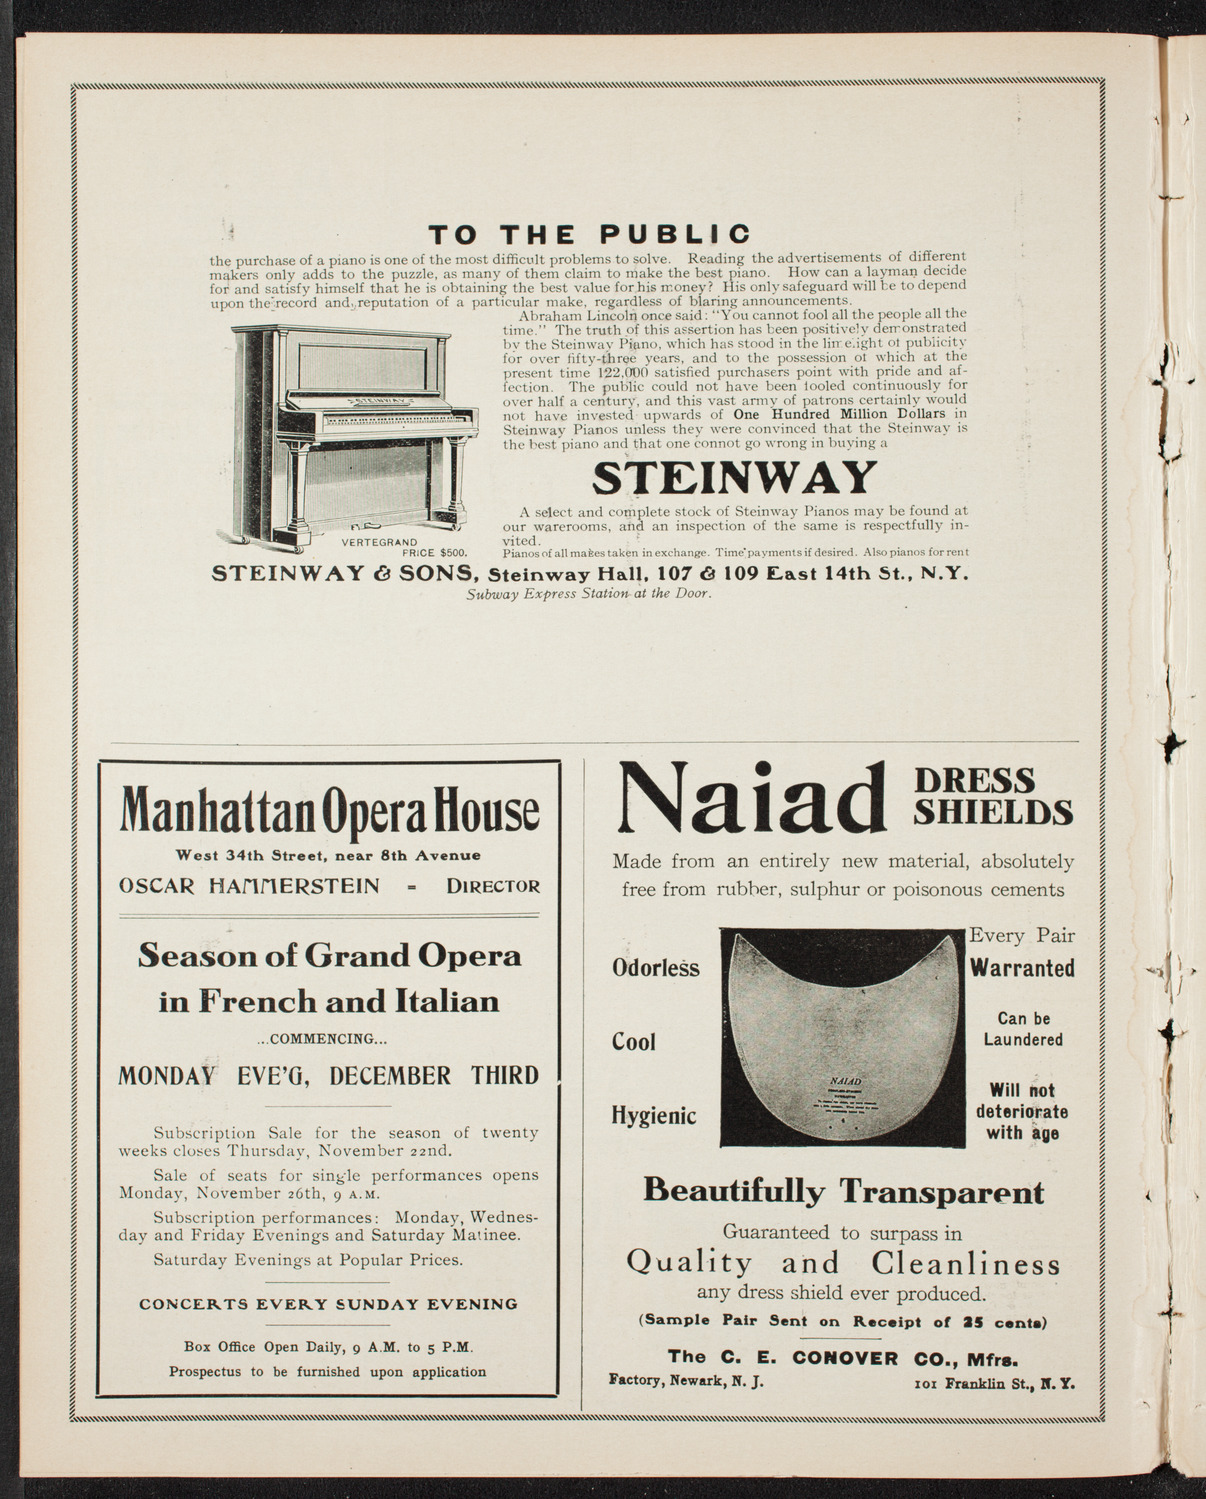 TO THE PUBLIC
the purchase of a piano is one of the most difficult problems to solve. Reading the advertisements of different
makers only adds to the puzzle, as many of them claim to make the best piano. How can a layman decide
for and satisfy himself that he is obtaining the best value for his money? His only safeguard will be to depend
upon the record and reputation of a particular make, regardless of blaring announcements.
Abraham Lincoln once said: "You cannot fool all the people all the
time." The truth of this assertion has been positively demonstrated
by the Steinway Piano, which has stood in the limelight of publicity
for over fifty-three years, and to the possession of which at the
present time 122,000 satisfied purchasers point with pride and af-
fection. The public could not have been fooled continuously for
over half a century, and this vast army of patrons certainly would
not have invested upwards of One Hundred Million Dollars in
Steinway Pianos unless they were convinced that the Steinway is
the best piano and that one connot go wrong in buying a
STEINWAY
STEINWAY
A select and complete stock of Steinway Pianos may be found at
our warerooms, and an inspection of the same is respectfully in-
vited.
VERTEGRAND
PRICE $500.
Pianos of all makes taken in exchange. Time payments if desired. Also pianos for rent
STEINWAY & SONS, Steinway Hall, 107 & 109 East 14th St., N.Y.
Subway Express Station at the Door.
Manhattan Opera House
West 34th Street, near 8th Avenue
OSCAR HAMMERSTEIN = DIRECTOR
Season of Grand Opera
in French and Italian
...COMMENCING...
MONDAY EVE'G, DECEMBER THIRD
Subscription Sale for the season of twenty
weeks closes Thursday, November 22nd.
Sale of seats for single performances opens
Monday, November 26th, 9 A.M.
Subscription performances: Monday, Wednes-
day and Friday Evenings and Saturday Matinee.
Saturday Evenings at Popular Prices.
CONCERTS EVERY SUNDAY EVENING
Box Office Open Daily, 9 A.M. to 5 P.M.
Prospectus to be furnished upon application
Naiad DRESS
SHIELDS
Made from an entirely new material, absolutely
free from rubber, sulphur or poisonous cements
Odorless
Cool
Hygienic
NAIAD
Every Pair
Warranted
Can be
Laundered
Will not
deteriorate
with age
Beautifully Transparent
Guaranteed to surpass in
Quality and Cleanliness
any dress shield ever produced.
(Sample Pair Sent on Receipt of 25 cents)
The C. E. CONOVER CO., Mfrs.
Factory, Newark, N. J. 101 Franklin St., N. Y.